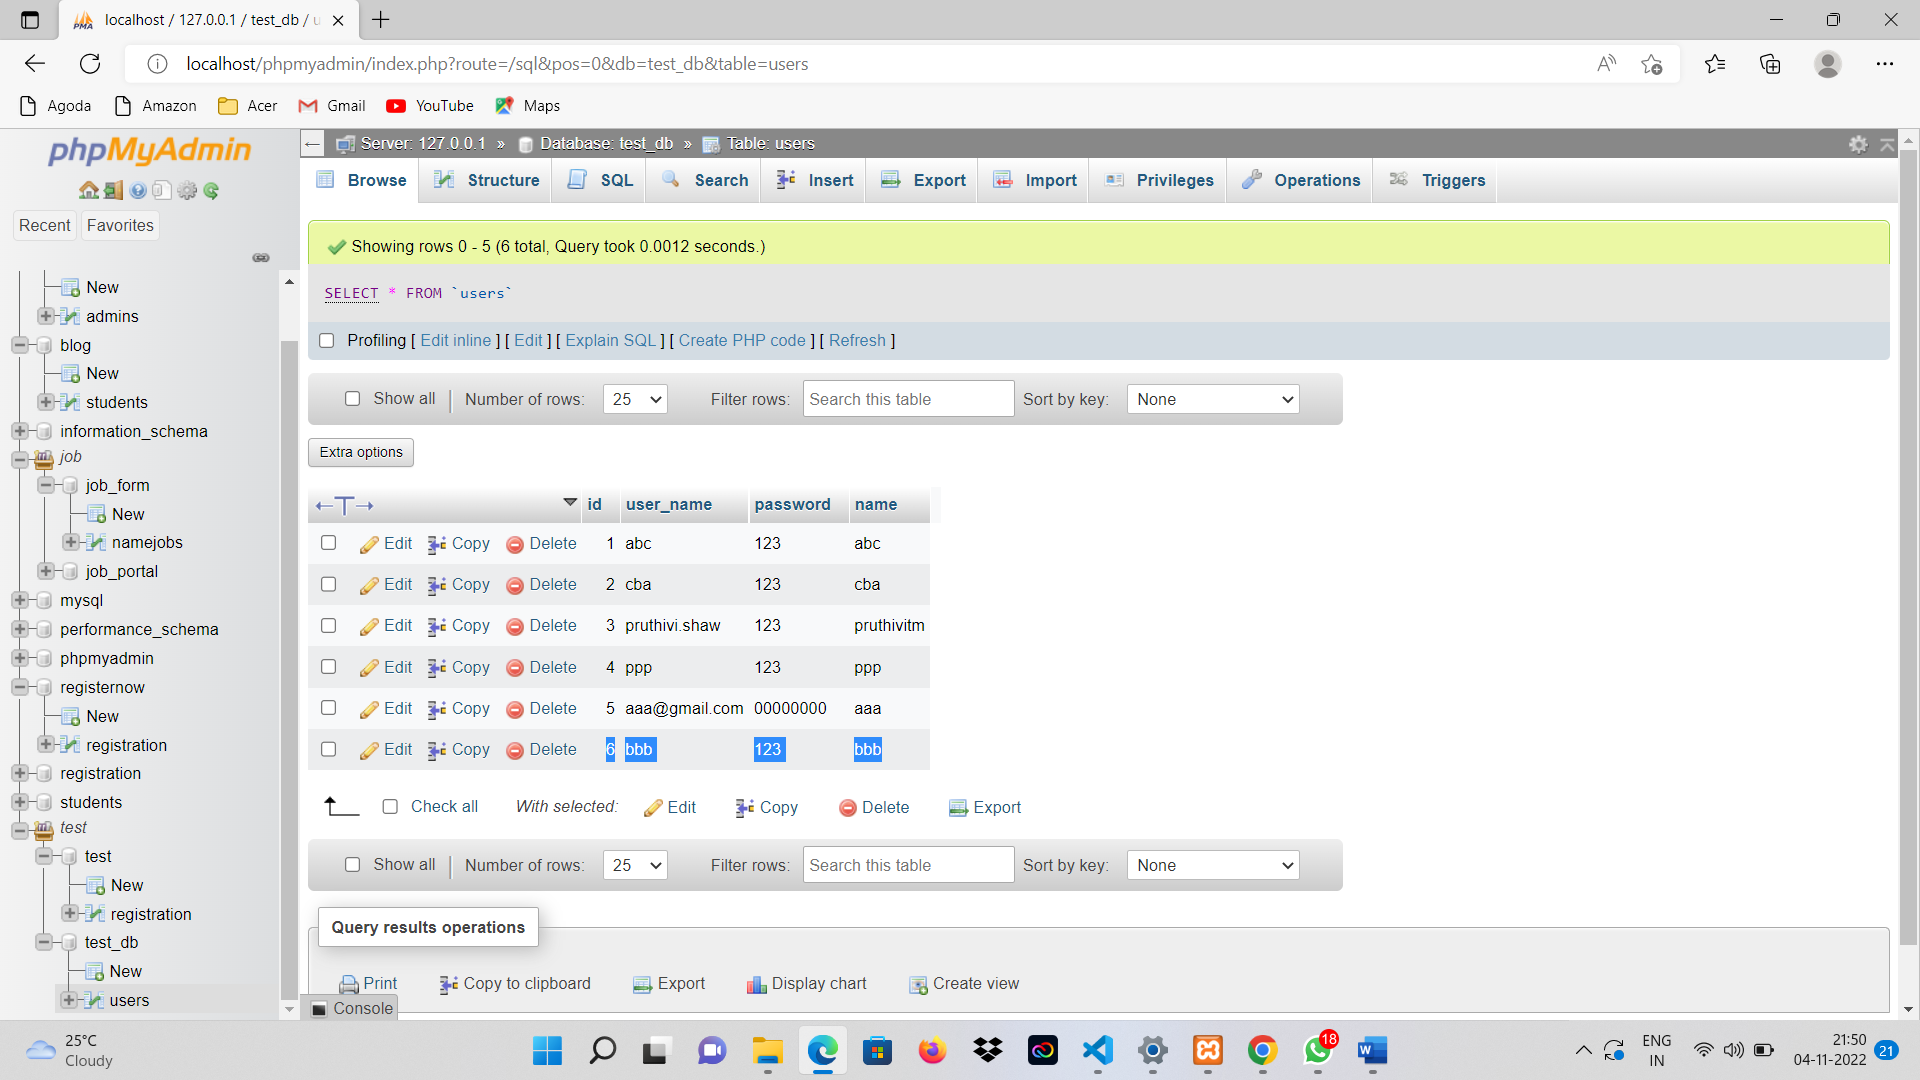 localhost / 127.0.0.1 / test_db / u
localhost/phpmyadmin/index.php?route=/sql&pos=0&db=test_db&table=users
Agoda Amazon Acer Gmail YouTube Maps
phpMyAdmin
Recent Favorites
New
admins
blog
New
students
information_schema
job
job_form
New
namejobs
job_portal
mysql
performance_schema
phpmyadmin
registernow
New
registration
registration
students
test
test
New
registration
test_db
New
users
Server: 127.0.0.1 » Database: test_db » Table: users
Browse Structure SQL Search Insert Export Import Privileges Operations Triggers
Showing rows 0 - 5 (6 total, Query took 0.0012 seconds.)
SELECT * FROM `users`
Profiling [ Edit inline ] [ Edit ] [ Explain SQL ] [ Create PHP code ] [ Refresh ]
Show all Number of rows: 25 Filter rows: Search this table Sort by key: None
Extra options
id user_name password name
Edit Copy Delete 1 abc 123 abc
Edit Copy Delete 2 cba 123 cba
Edit Copy Delete 3 pruthivi.shaw 123 pruthivitm
Edit Copy Delete 4 ppp 123 ppp
Edit Copy Delete 5 aaa@gmail.com 00000000 aaa
Edit Copy Delete 6 bbb 123 bbb
Check all With selected: Edit Copy Delete Export
Show all Number of rows: 25 Filter rows: Search this table Sort by key: None
Query results operations
Print Copy to clipboard Export Display chart Create view
Console
25°C
Cloudy
18
ENG
IN
21:50
04-11-2022
21